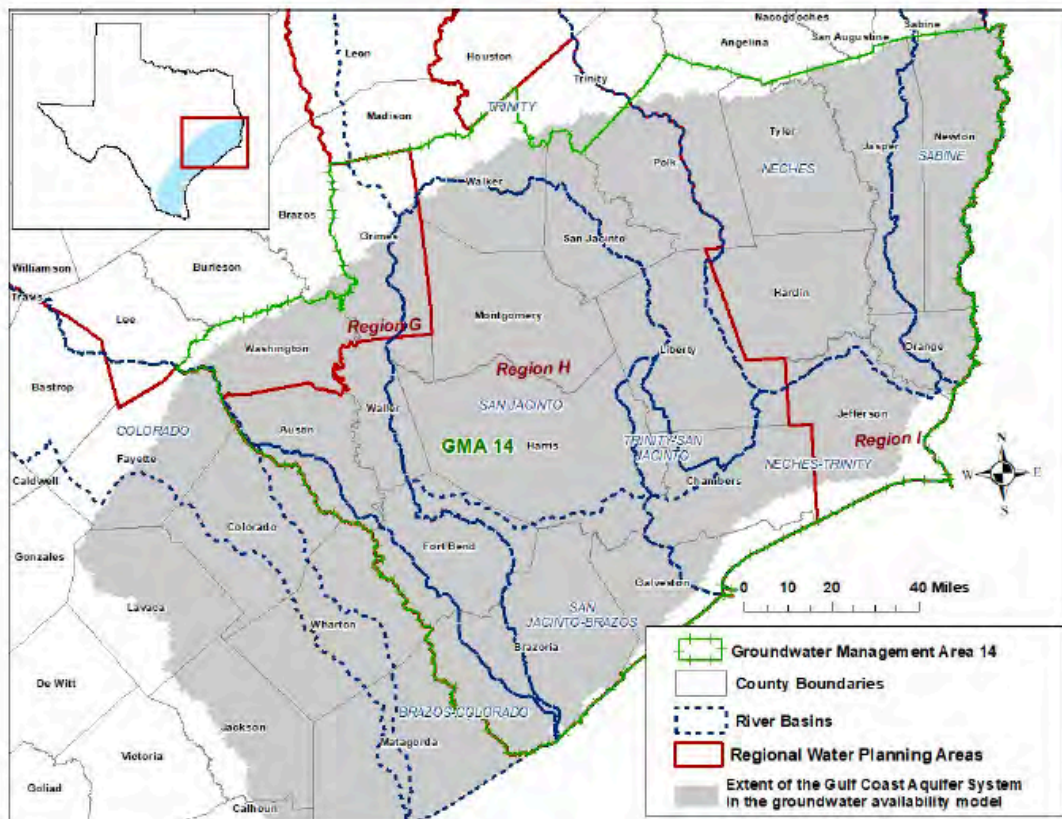 Nacogdoches
San Augustine
Sabine
Angelina
Leon
Houston
Trinity
TRINITY
Madison
Tyler
Jasper
Newton
Polk
NECHES
SABINE
Walker
Brazos
Grimes
San Jacinto
Williamson
Burleson
Travis
Lee
Hardin
Montgomery
Region G
Washington
Region H
Liberty
Orange
Bastrop
Waller
SAN JACINTO
Jefferson
Austin
Region I
COLORADO
GMA 14
Harris
TRINITY-SAN
JACINTO
NECHES-TRINITY
Fayette
Caldwell
Chambers
N
W
E
S
Colorado
Gonzales
Fort Bend
Galveston
0 10 20 40 Miles
Lavaca
SAN
JACINTO-BRAZOS
Wharton
Brazoria
De Witt
BRAZOS-COLORADO
Jackson
Matagorda
Victoria
Goliad
Calhoun
Groundwater Management Area 14
County Boundaries
River Basins
Regional Water Planning Areas
Extent of the Gulf Coast Aquifer System
in the groundwater availability model